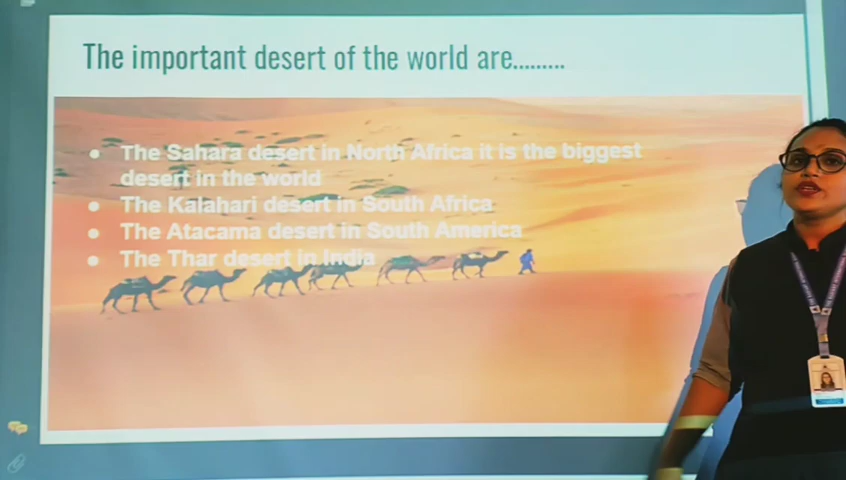 The important desert of the world are.........
The Sahara desert in North Africa it is the biggest
desert in the world
The Kalahari desert in South Africa
The Atacama desert in South America
The Thar desert in India